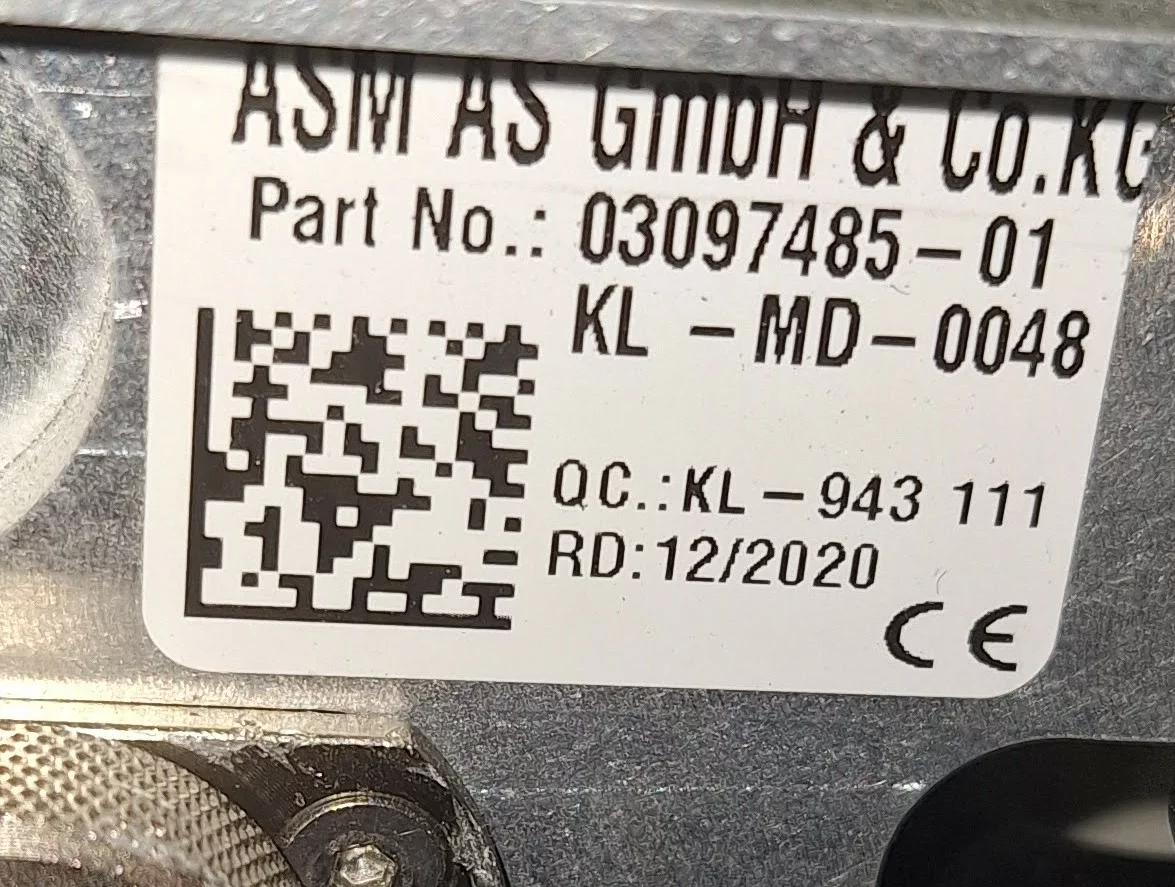 ASM AS GmbH & Co.KG
Part No.: 03097485-01
KL -MD-0048
QC.:KL-943 111
RD:12/2020
CE